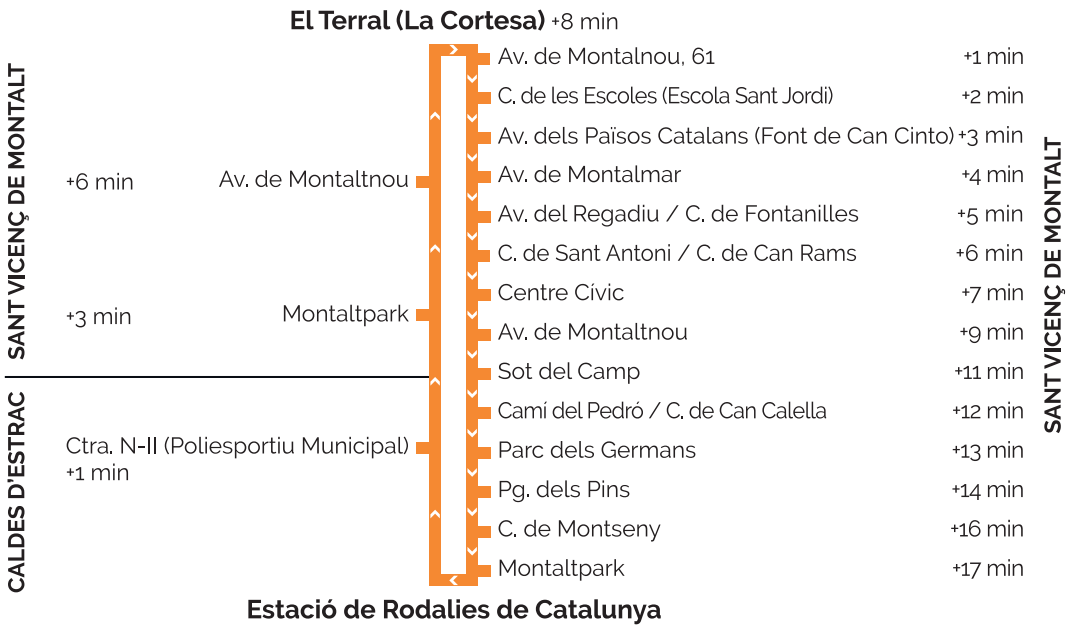 El Terral (La Cortesa) +8 min
SANT VICENÇ DE MONTALT
+6 min Av. de Montaltnou
+3 min Montaltpark
CALDES D'ESTRAC
Ctra. N-II (Poliesportiu Municipal)
+1 min
Av. de Montalnou, 61 +1 min
C. de les Escoles (Escola Sant Jordi) +2 min
Av. dels Països Catalans (Font de Can Cinto) +3 min
Av. de Montalmar +4 min
Av. del Regadiu / C. de Fontanilles +5 min
C. de Sant Antoni / C. de Can Rams +6 min
Centre Cívic +7 min
Av. de Montaltnou +9 min
Sot del Camp +11 min
Camí del Pedró / C. de Can Calella +12 min
Parc dels Germans +13 min
Pg. dels Pins +14 min
C. de Montseny +16 min
Montaltpark +17 min
SANT VICENÇ DE MONTALT
Estació de Rodalies de Catalunya